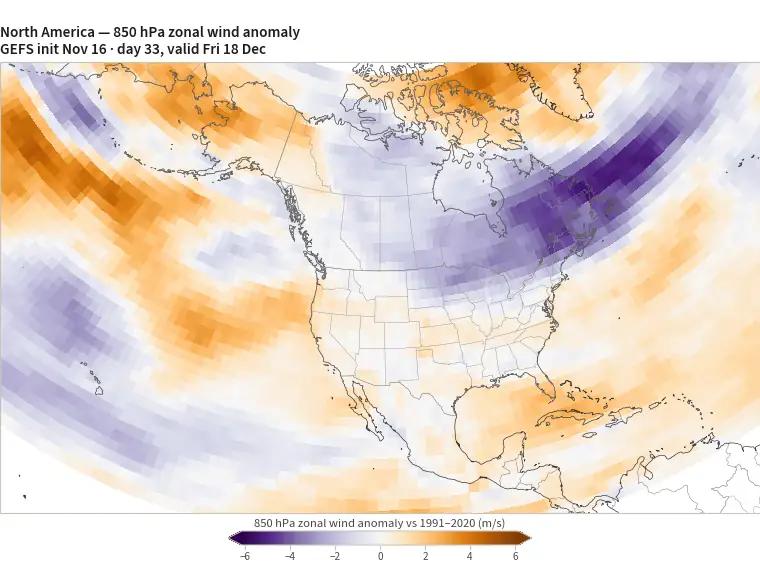 North America — 850 hPa zonal wind anomaly
GEFS init Nov 16 · day 33, valid Fri 18 Dec
850 hPa zonal wind anomaly vs 1991–2020 (m/s)
−6 −4 −2 0 2 4 6